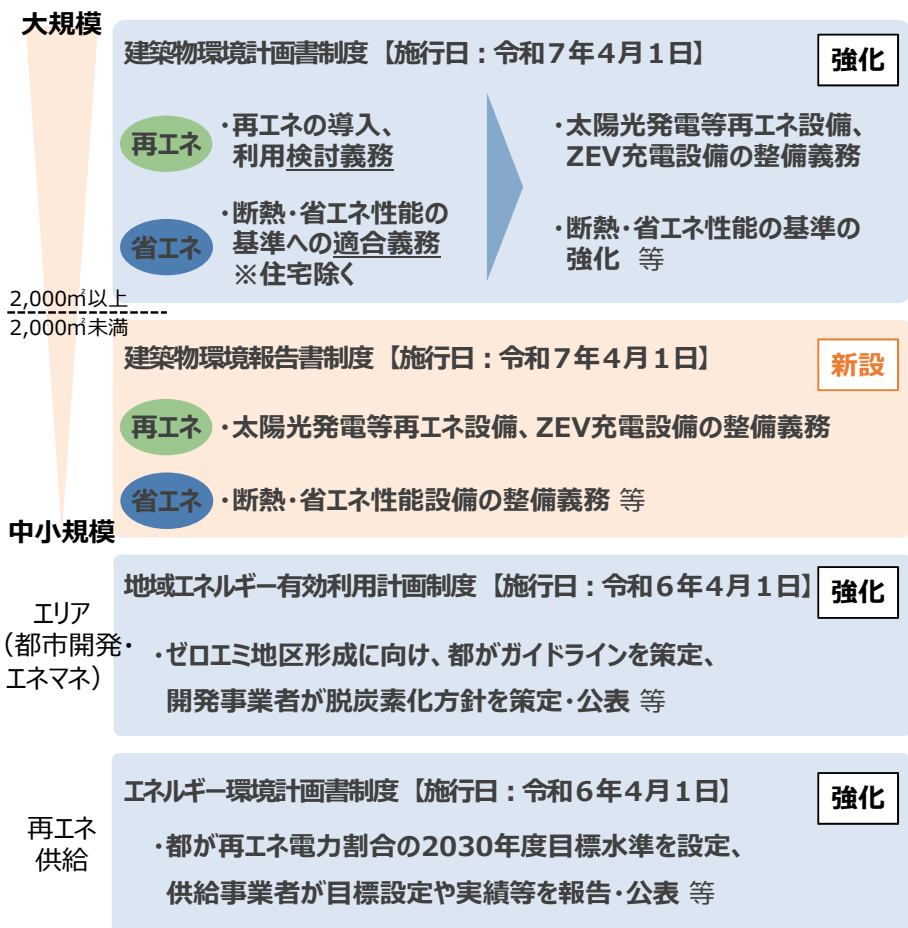 大規模
建築物環境計画書制度【施行日：令和７年４月１日】
強化
再エネ
・再エネの導入、
利用検討義務
省エネ
・断熱・省エネ性能の
基準への適合義務
※住宅除く
・太陽光発電等再エネ設備、
ZEV充電設備の整備義務
・断熱・省エネ性能の基準の
強化 等
2,000㎡以上
2,000㎡未満
建築物環境報告書制度【施行日：令和７年４月１日】
新設
再エネ
・太陽光発電等再エネ設備、ZEV充電設備の整備義務
省エネ
・断熱・省エネ性能設備の整備義務 等
中小規模
エリア
（都市開発・
エネマネ）
地域エネルギー有効利用計画制度【施行日：令和６年４月１日】
強化
・ゼロエミ地区形成に向け、都がガイドラインを策定、
開発事業者が脱炭素化方針を策定・公表 等
再エネ
供給
エネルギー環境計画書制度【施行日：令和６年４月１日】
強化
・都が再エネ電力割合の2030年度目標水準を設定、
供給事業者が目標設定や実績等を報告・公表 等